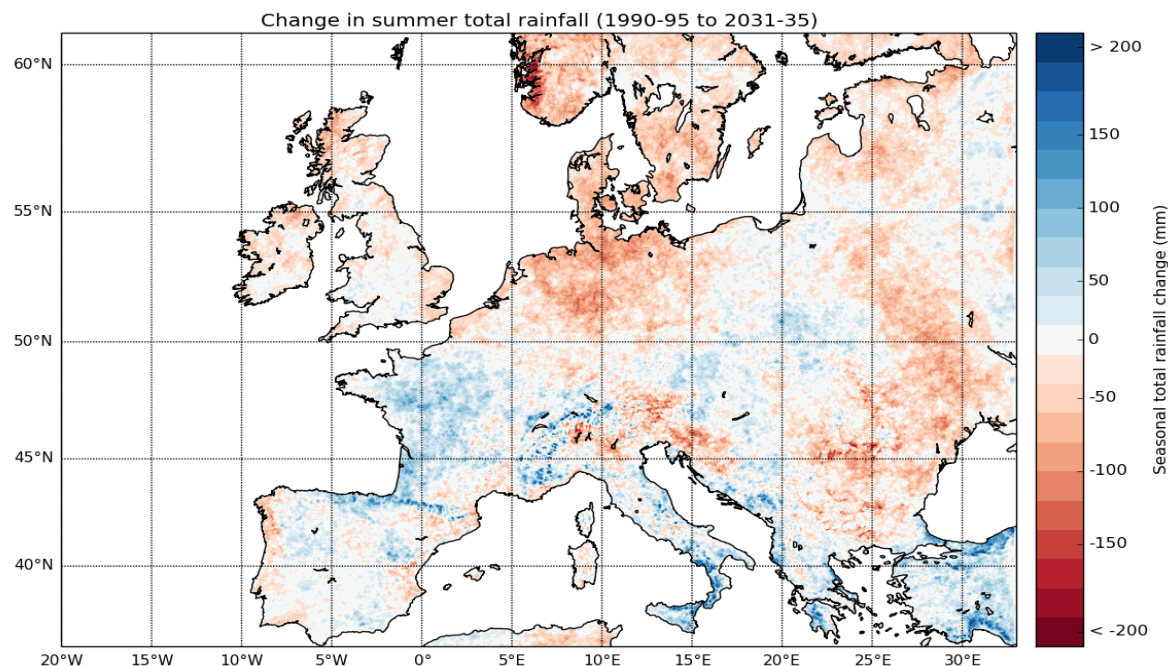 Change in summer total rainfall (1990-95 to 2031-35)
60°N
55°N
50°N
45°N
40°N
20°W 15°W 10°W 5°W 0° 5°E 10°E 15°E 20°E 25°E 30°E
> 200
150
100
50
0
-50
-100
-150
< -200
Seasonal total rainfall change (mm)